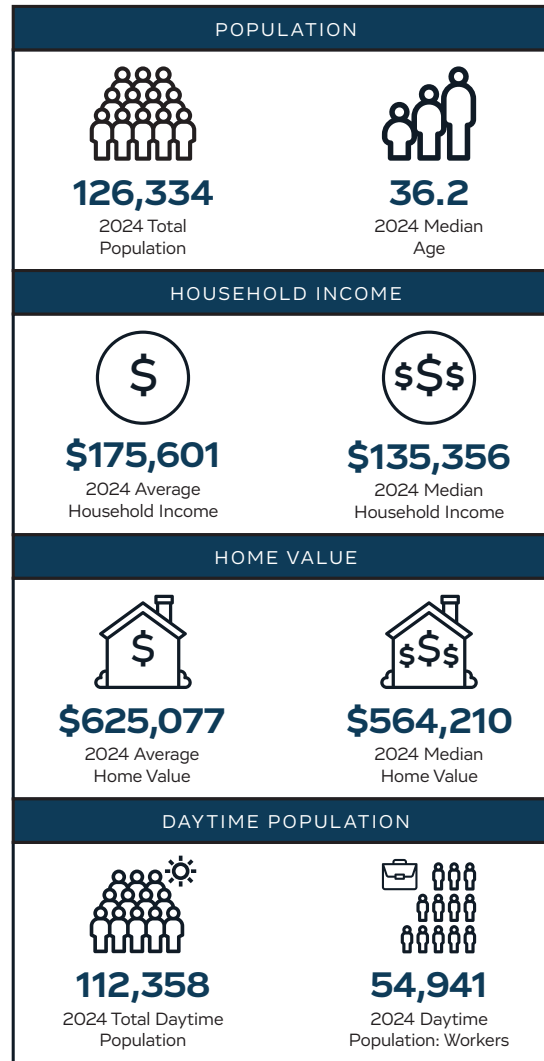 POPULATION
126,334
2024 Total
Population
36.2
2024 Median
Age
HOUSEHOLD INCOME
$
$175,601
2024 Average
Household Income
$$$
$135,356
2024 Median
Household Income
HOME VALUE
$
$625,077
2024 Average
Home Value
$$$
$564,210
2024 Median
Home Value
DAYTIME POPULATION
112,358
2024 Total Daytime
Population
54,941
2024 Daytime
Population: Workers